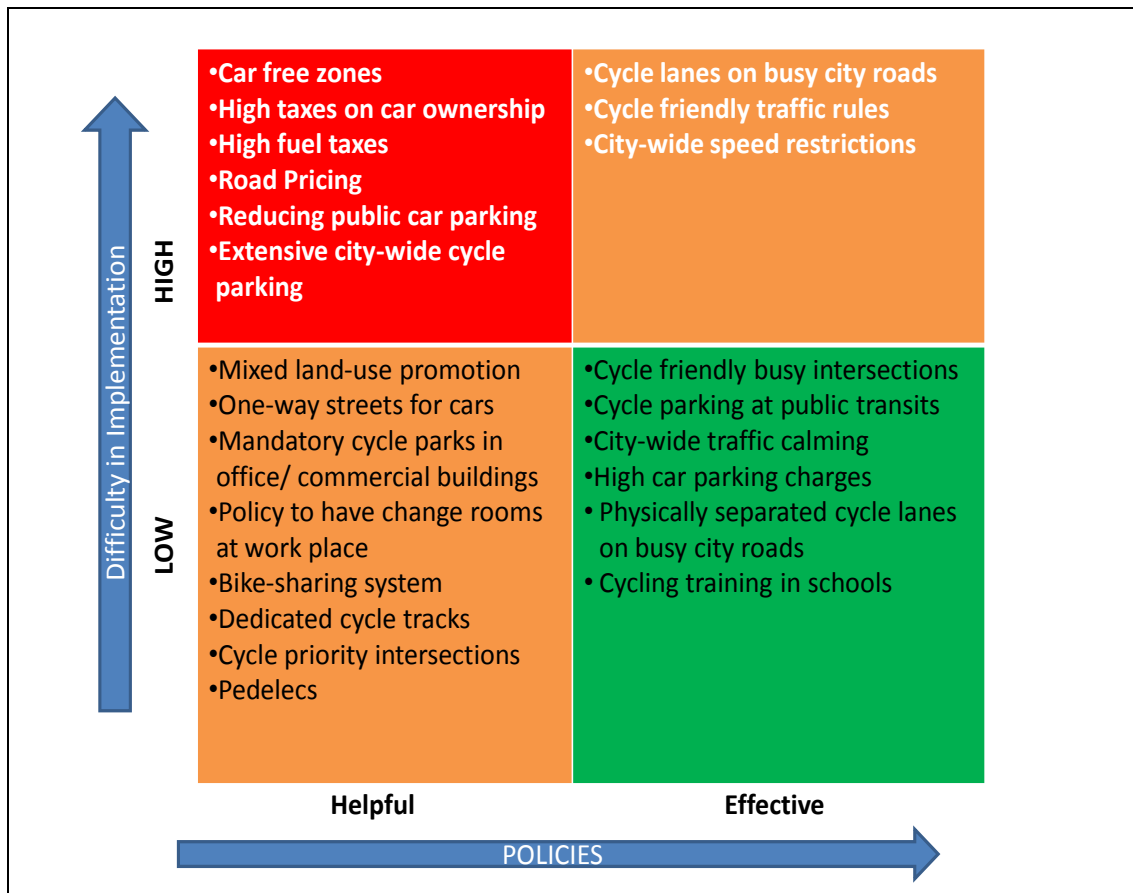 •Car free zones
•High taxes on car ownership
•High fuel taxes
•Road Pricing
•Reducing public car parking
•Extensive city-wide cycle
parking
•Cycle lanes on busy city roads
•Cycle friendly traffic rules
•City-wide speed restrictions
Difficulty in Implementation
HIGH
LOW
•Mixed land-use promotion
•One-way streets for cars
•Mandatory cycle parks in
office/ commercial buildings
•Policy to have change rooms
at work place
•Bike-sharing system
•Dedicated cycle tracks
•Cycle priority intersections
•Pedelecs
•Cycle friendly busy intersections
•Cycle parking at public transits
•City-wide traffic calming
•High car parking charges
• Physically separated cycle lanes
on busy city roads
• Cycling training in schools
Helpful
Effective
POLICIES